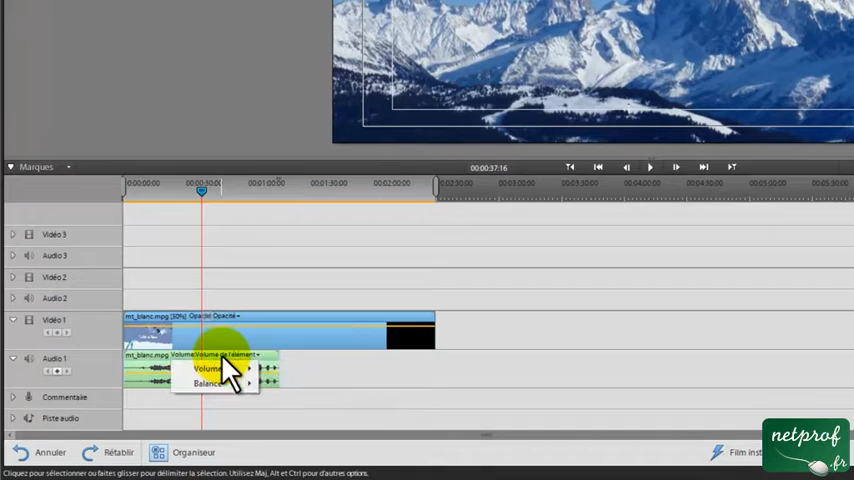 Marques
00:00:37:16
0:00:00:00
00:00:30:00
00:01:00:00
00:01:30:00
00:02:00:00
00:02:30:00
00:03:00:00
00:03:30:00
00:04:00:00
00:04:30:00
00:05:00:00
00:05:30:00
Vidéo 3
Audio 3
Vidéo 2
Audio 2
mt_blanc.mpg [50%] Opacité:Opacité
Vidéo 1
mt_blanc.mpg Volume:Volume de l'élément
Audio 1
Volume
Balance
Commentaire
Piste audio
netprof
.fr
Annuler
Rétablir
Organiseur
Film inst
Cliquez pour sélectionner ou faites glisser pour délimiter la sélection. Utilisez Maj, Alt et Ctrl pour d'autres options.